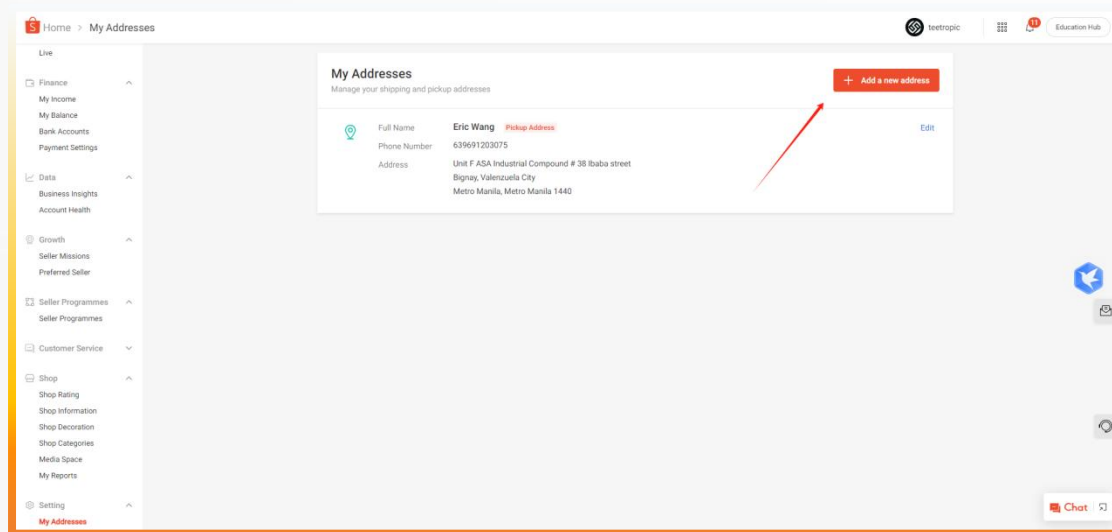 Home > My Addresses
teetropic
11
Education Hub
Live
Finance
My Income
My Balance
Bank Accounts
Payment Settings
Data
Business Insights
Account Health
Growth
Seller Missions
Preferred Seller
Seller Programmes
Seller Programmes
Customer Service
Shop
Shop Rating
Shop Information
Shop Decoration
Shop Categories
Media Space
My Reports
Setting
My Addresses
My Addresses
Manage your shipping and pickup addresses
+ Add a new address
Full Name Eric Wang Pickup Address Edit
Phone Number 639691203075
Address Unit F ASA Industrial Compound # 38 Ibaba street
Bignay, Valenzuela City
Metro Manila, Metro Manila 1440
Chat